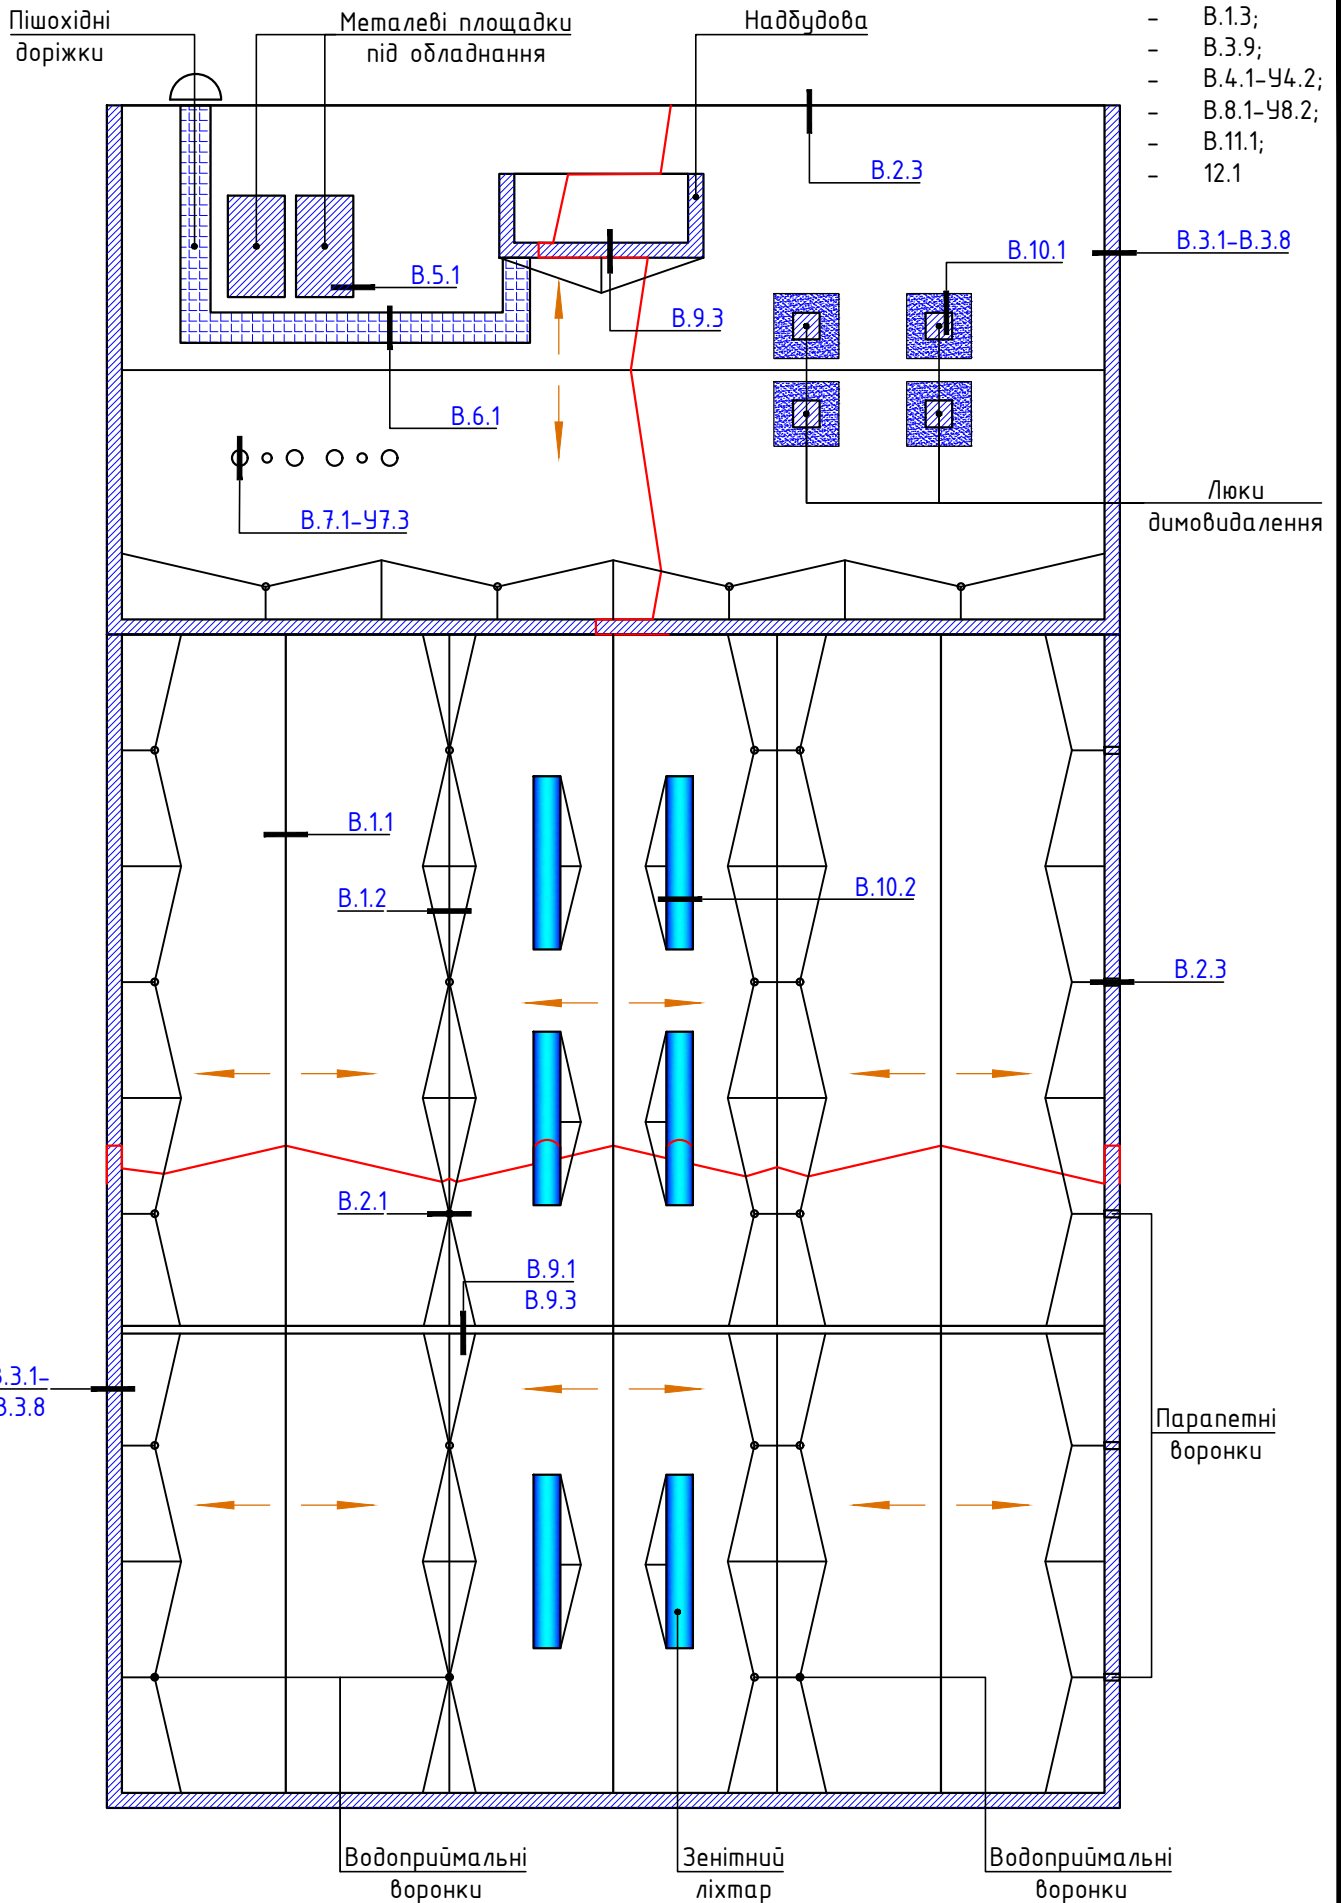 Пішохідні
доріжки
Металеві площадки
під обладнання
Надбудова
- В.1.3;
- В.3.9;
- В.4.1-У4.2;
- В.8.1-У8.2;
- В.11.1;
- 12.1
В.2.3
В.3.1-В.3.8
В.10.1
В.5.1
В.9.3
В.6.1
В.7.1-У7.3
Люки
димовидалення
В.1.1
В.1.2
В.10.2
В.2.3
В.2.1
В.9.1
В.9.3
В.3.1-
В.3.8
Парапетні
воронки
Водоприймальні
воронки
Зенітний
ліхтар
Водоприймальні
воронки